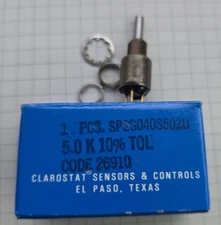 1 PCS. SPSG040S502U
5.0 K 10% TOL
CODE 26910
CLAROSTAT SENSORS & CONTROLS
EL PASO, TEXAS